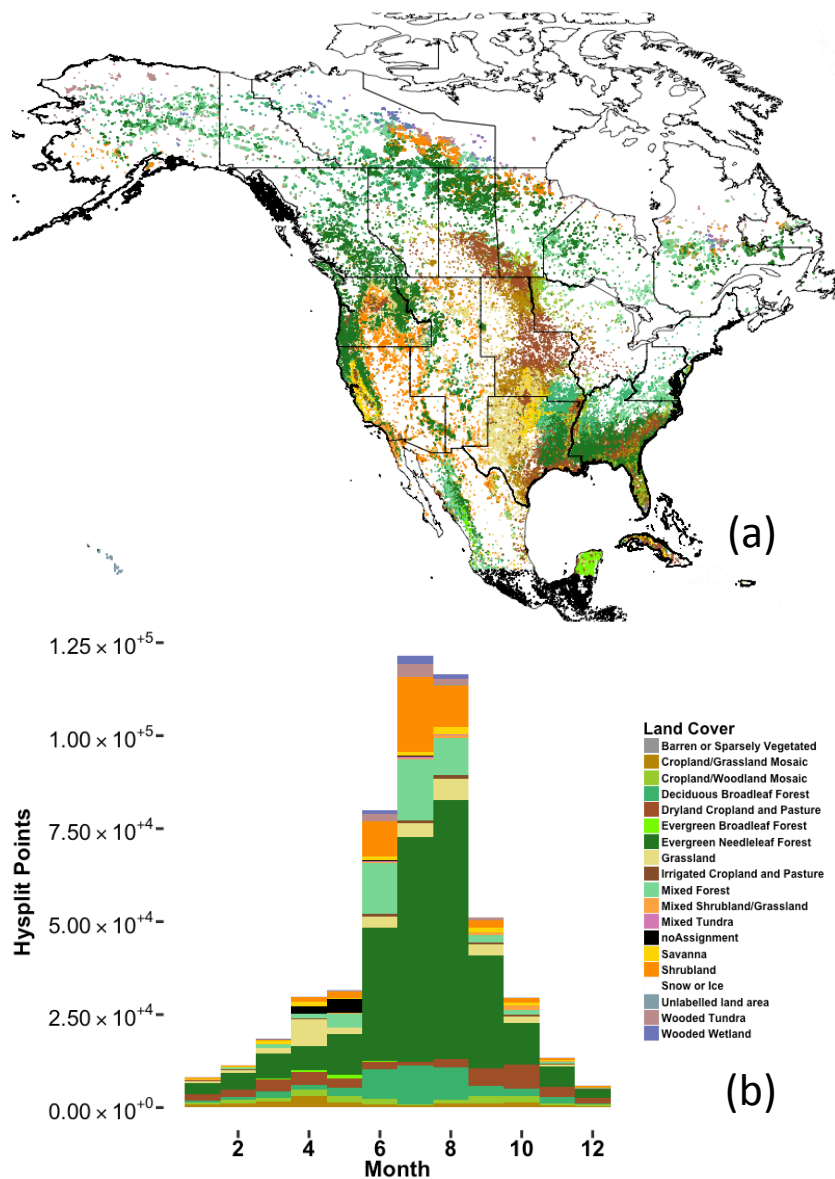 (a)
1.25 × 10⁺⁵
1.00 × 10⁺⁵
7.50 × 10⁺⁴
5.00 × 10⁺⁴
2.50 × 10⁺⁴
0.00 × 10⁺⁰
Hysplit Points
2 4 6 8 10 12
Month
Land Cover
Barren or Sparsely Vegetated
Cropland/Grassland Mosaic
Cropland/Woodland Mosaic
Deciduous Broadleaf Forest
Dryland Cropland and Pasture
Evergreen Broadleaf Forest
Evergreen Needleleaf Forest
Grassland
Irrigated Cropland and Pasture
Mixed Forest
Mixed Shrubland/Grassland
Mixed Tundra
noAssignment
Savanna
Shrubland
Snow or Ice
Unlabelled land area
Wooded Tundra
Wooded Wetland
(b)